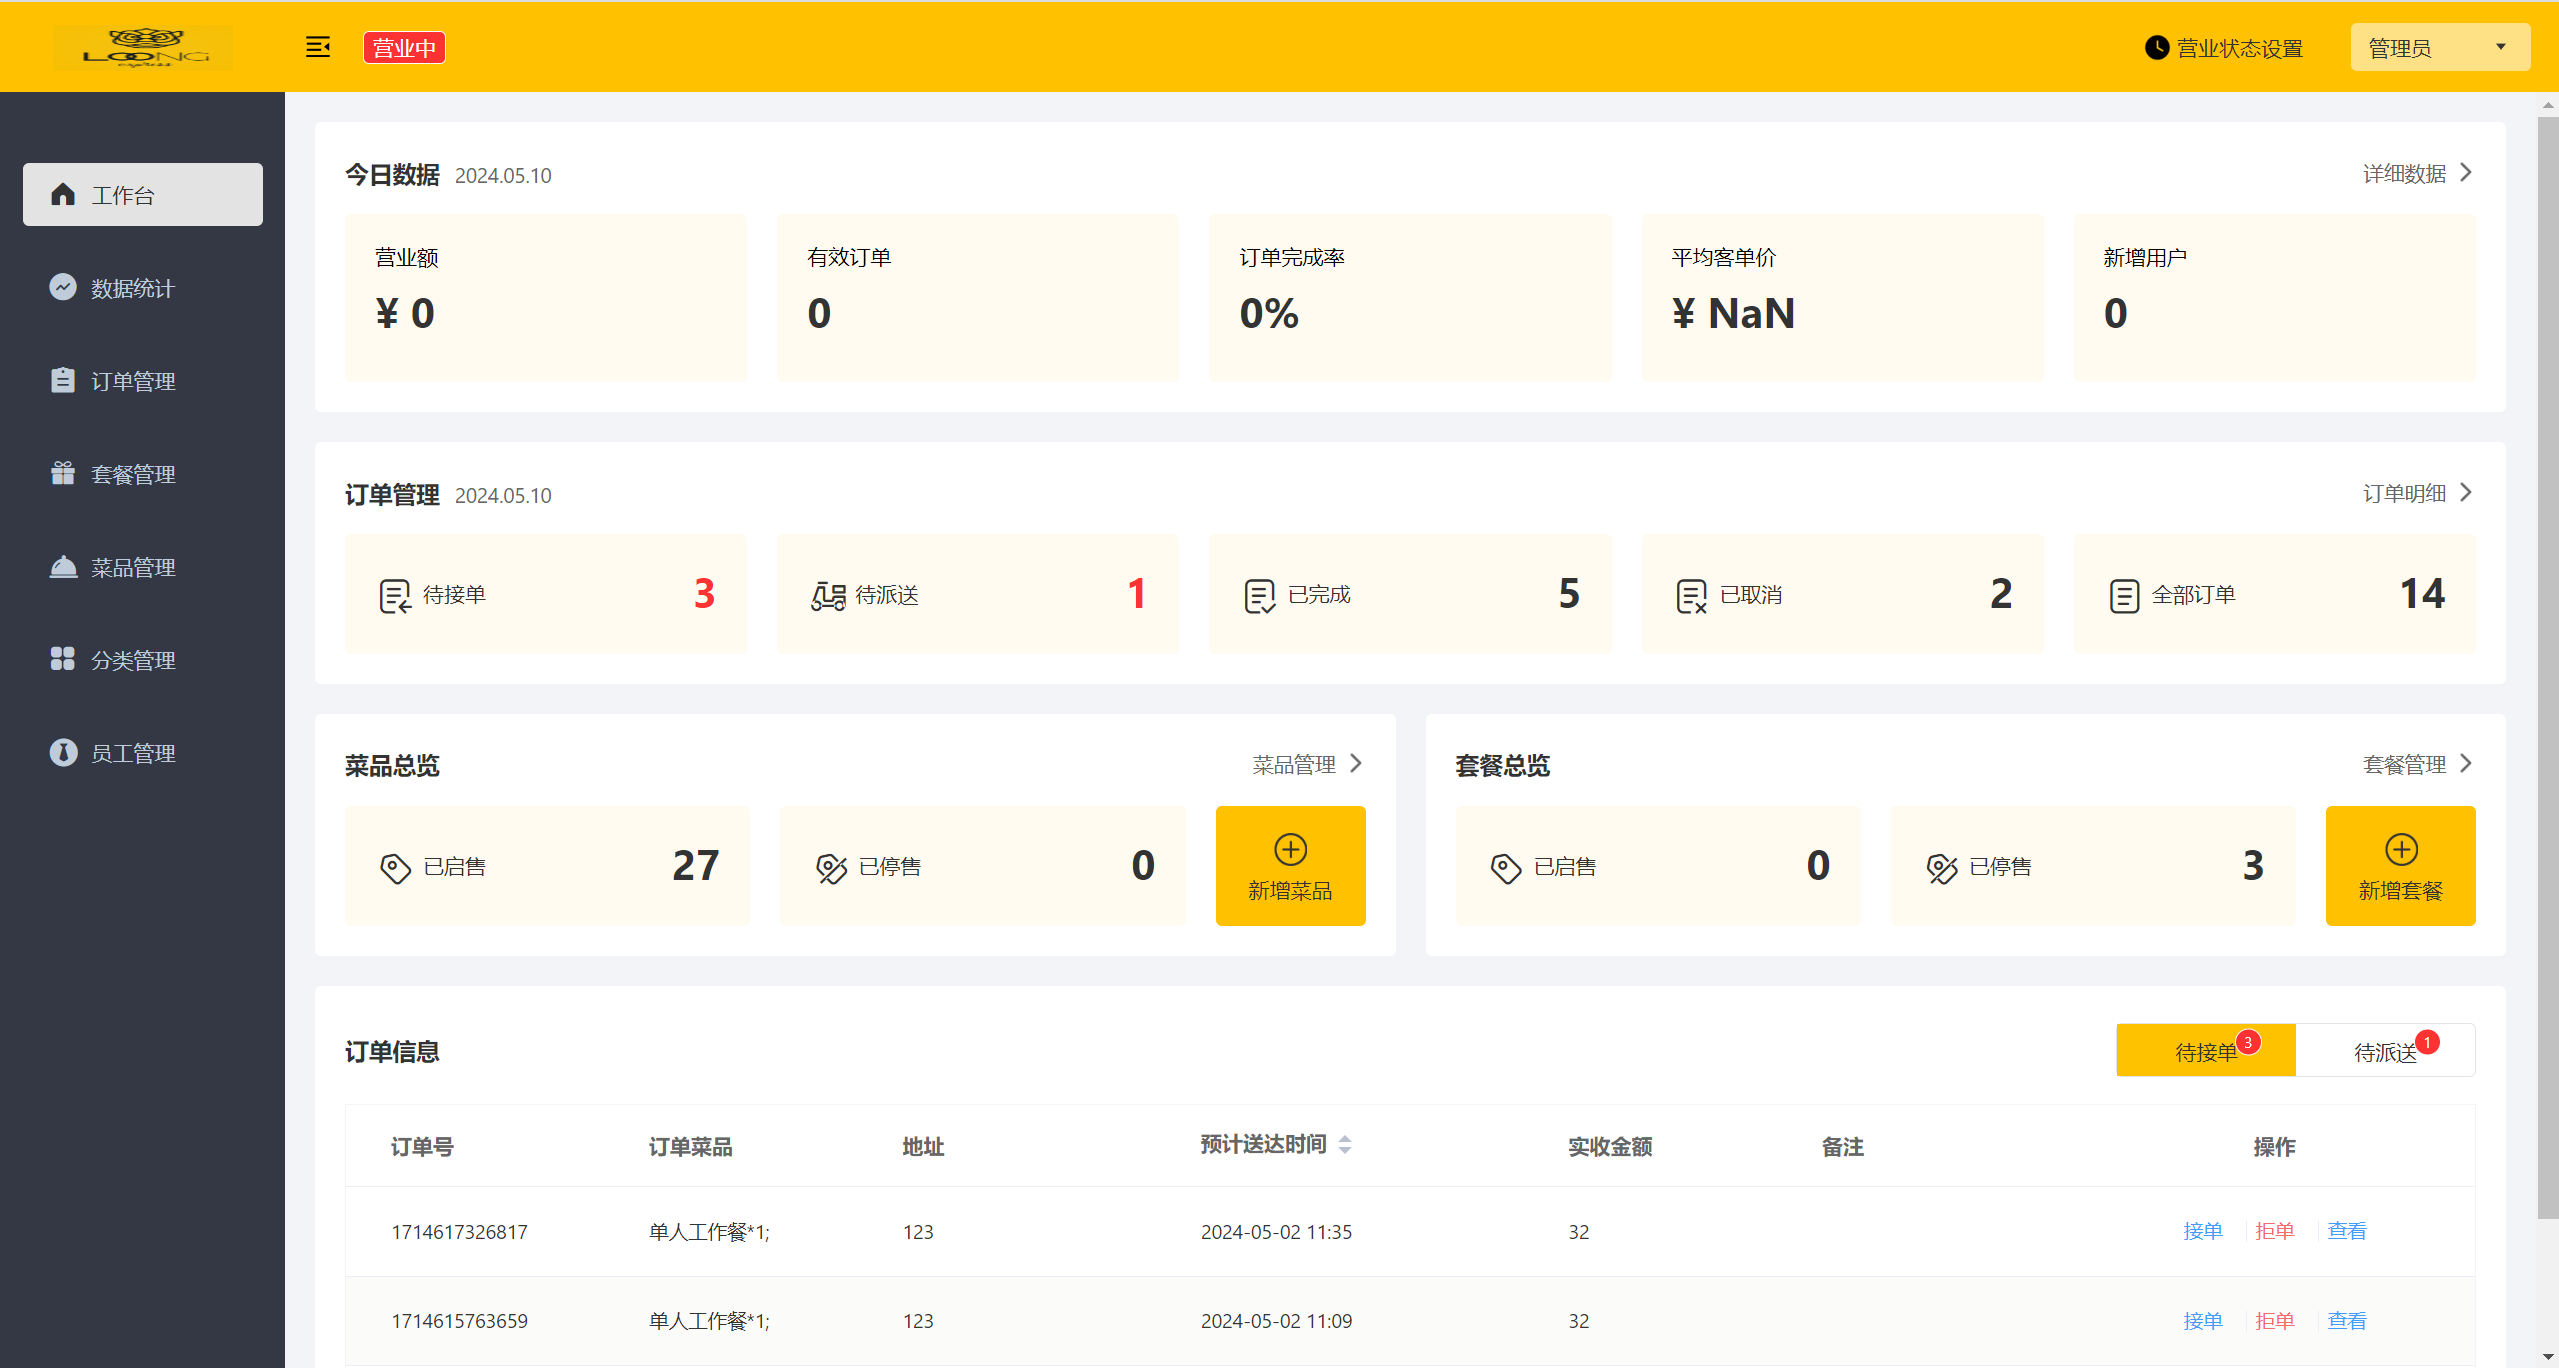 LOONG
express
营业中
营业状态设置
管理员
工作台
数据统计
订单管理
套餐管理
菜品管理
分类管理
员工管理
今日数据 2024.05.10
详细数据
营业额
¥ 0
有效订单
0
订单完成率
0%
平均客单价
¥ NaN
新增用户
0
订单管理 2024.05.10
订单明细
待接单 3
待派送 1
已完成 5
已取消 2
全部订单 14
菜品总览
菜品管理
已启售 27
已停售 0
新增菜品
套餐总览
套餐管理
已启售 0
已停售 3
新增套餐
订单信息
待接单 3
待派送 1
订单号 订单菜品 地址 预计送达时间 实收金额 备注 操作
1714617326817 单人工作餐*1; 123 2024-05-02 11:35 32 接单 拒单 查看
1714615763659 单人工作餐*1; 123 2024-05-02 11:09 32 接单 拒单 查看